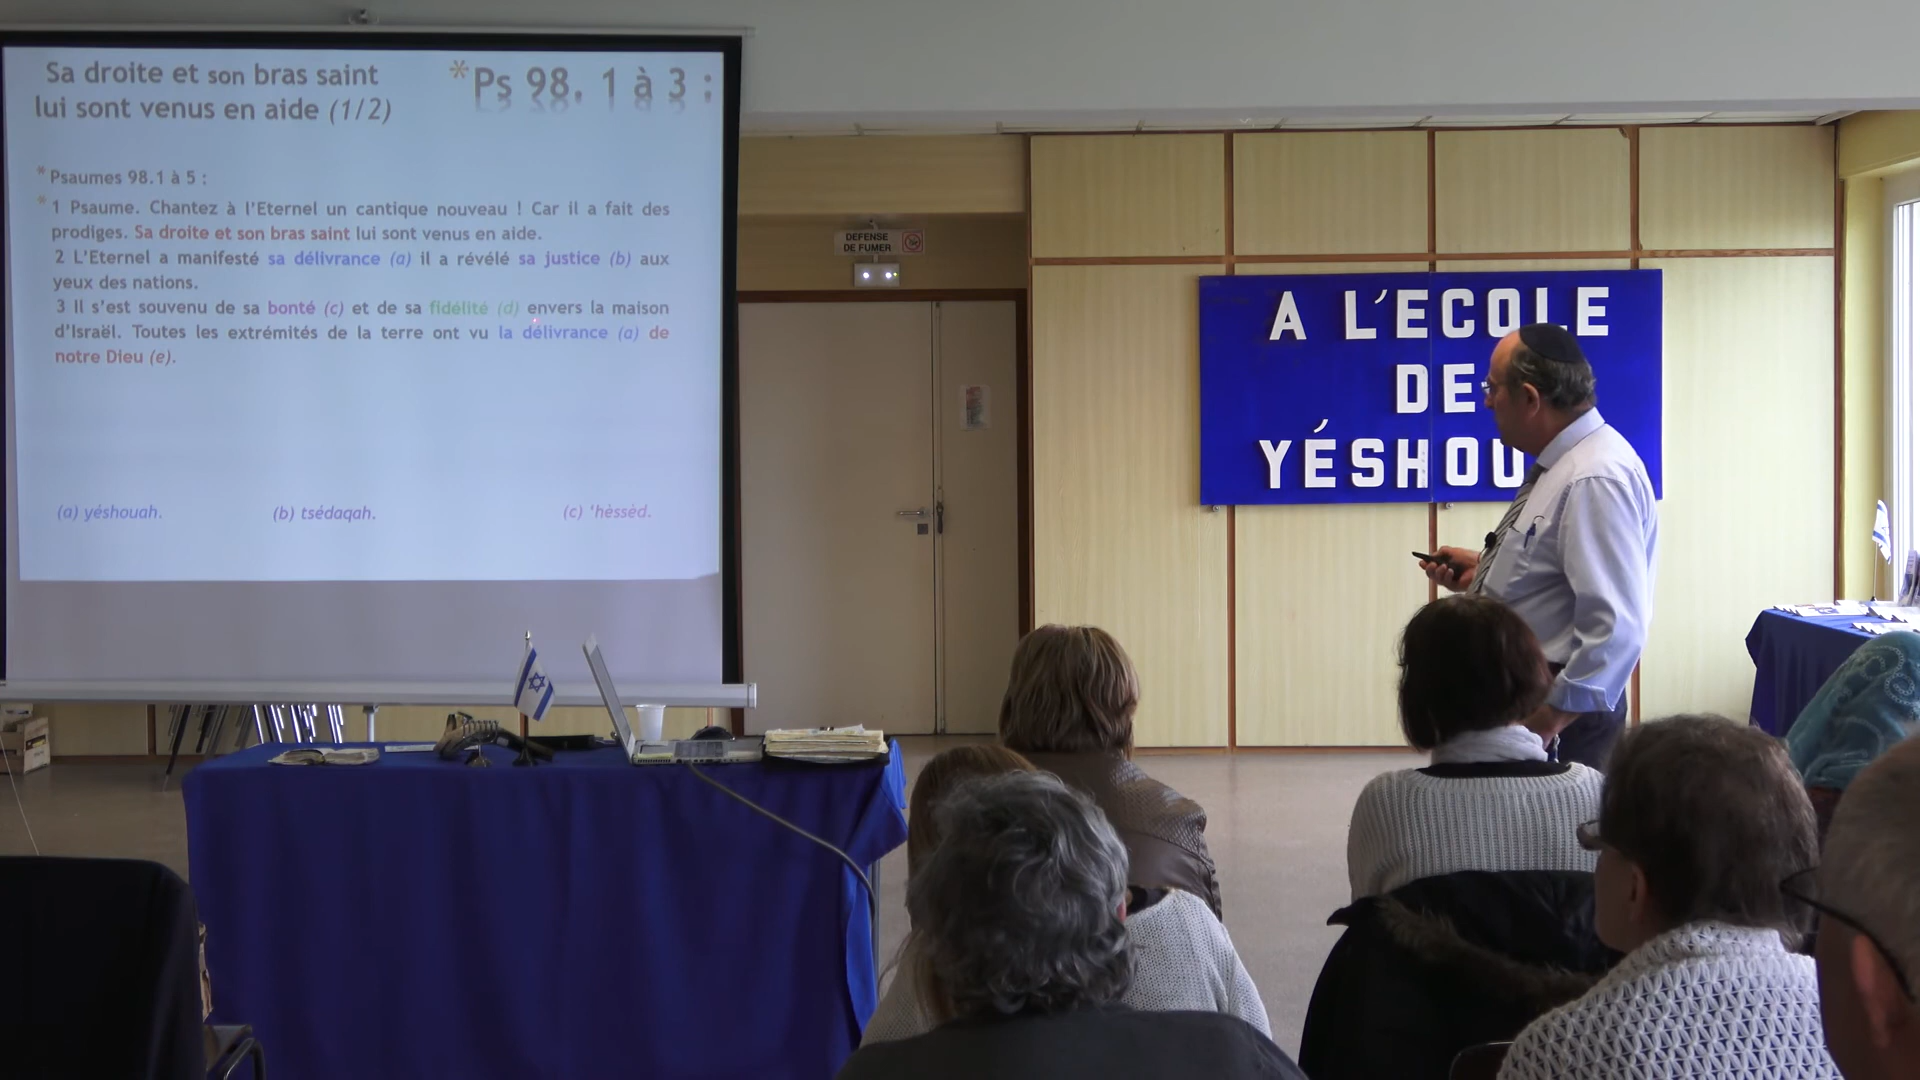 Sa droite et son bras saint
lui sont venus en aide (1/2)
*Ps 98. 1 à 3 :
* Psaumes 98.1 à 5 :
* 1 Psaume. Chantez à l’Eternel un cantique nouveau ! Car il a fait des
prodiges. Sa droite et son bras saint lui sont venus en aide.
2 L’Eternel a manifesté sa délivrance (a) il a révélé sa justice (b) aux
yeux des nations.
3 Il s’est souvenu de sa bonté (c) et de sa fidélité (d) envers la maison
d’Israël. Toutes les extrémités de la terre ont vu la délivrance (a) de
notre Dieu (e).
(a) yéshouah. (b) tsédaqah. (c) ‘hèssèd.
DEFENSE
DE FUMER
A L’ECOLE
DE
YÉSHOU